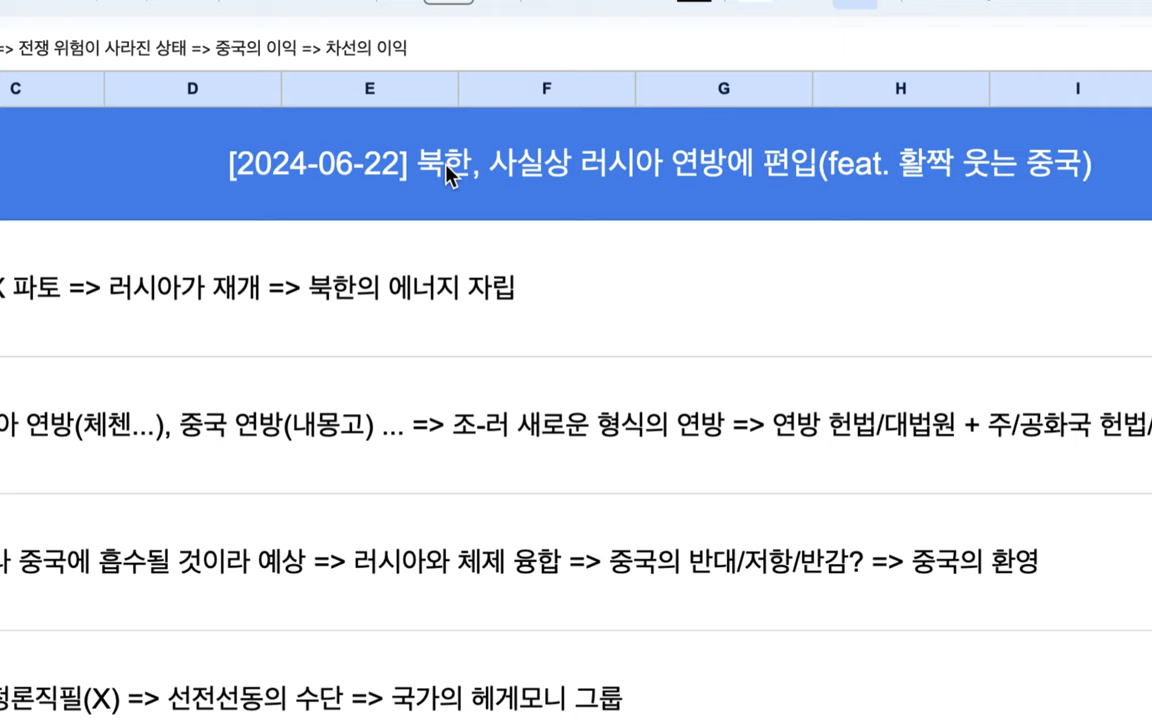 => 전쟁 위험이 사라진 상태 => 중국의 이익 => 차선의 이익
C D E F G H I
[2024-06-22] 북한, 사실상 러시아 연방에 편입(feat. 활짝 웃는 중국)
파토 => 러시아가 재개 => 북한의 에너지 자립
연방(체첸...), 중국 연방(내몽고) ... => 조-러 새로운 형식의 연방 => 연방 헌법/대법원 + 주/공화국 헌법/
중국에 흡수될 것이라 예상 => 러시아와 체제 융합 => 중국의 반대/저항/반감? => 중국의 환영
정론직필(X) => 선전선동의 수단 => 국가의 헤게모니 그룹